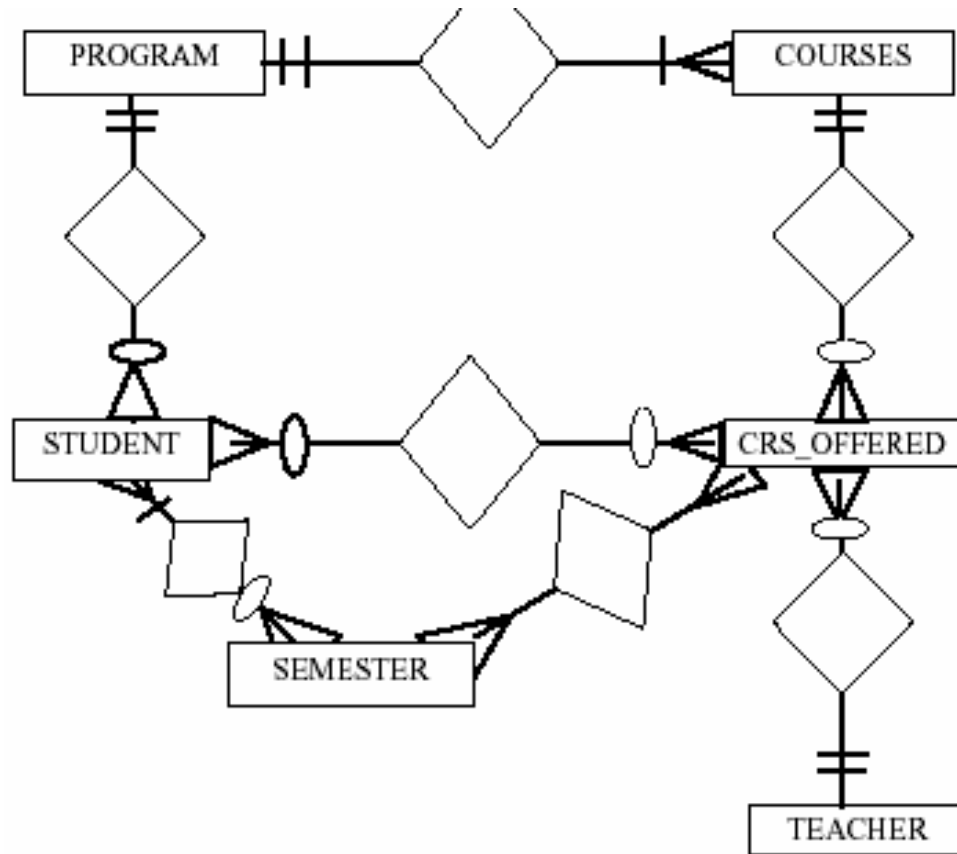 PROGRAM
COURSES
STUDENT
CRS_OFFERED
SEMESTER
TEACHER